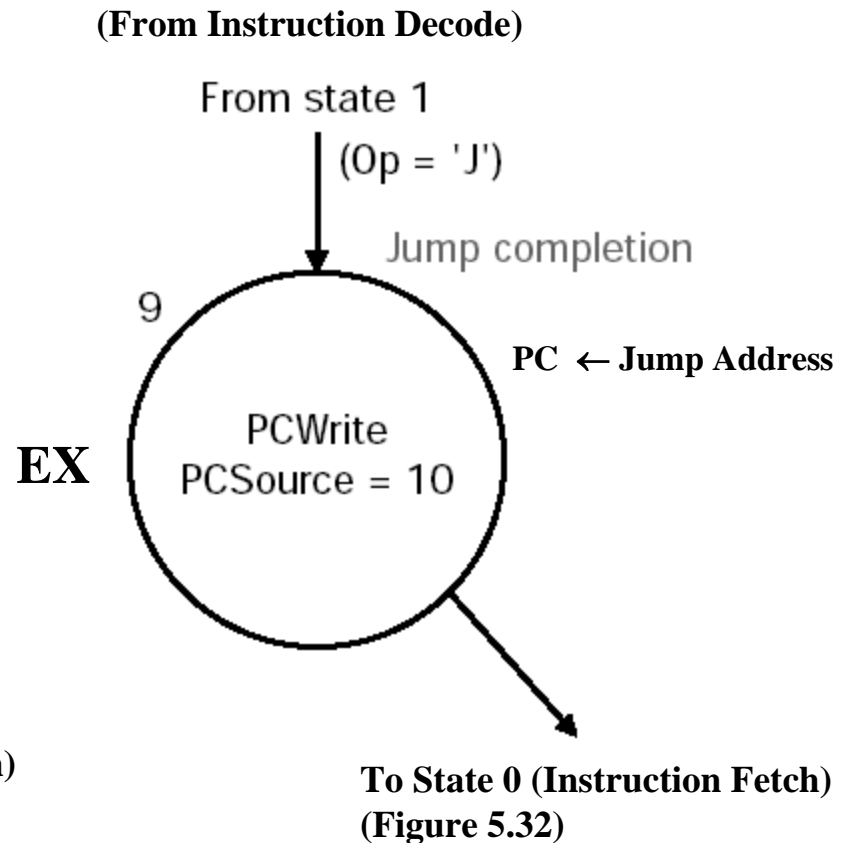 (From Instruction Decode)
From state 1
(Op = 'J')
Jump completion
9
PC ← Jump Address
EX
PCWrite
PCSource = 10
)
To State 0 (Instruction Fetch)
(Figure 5.32)